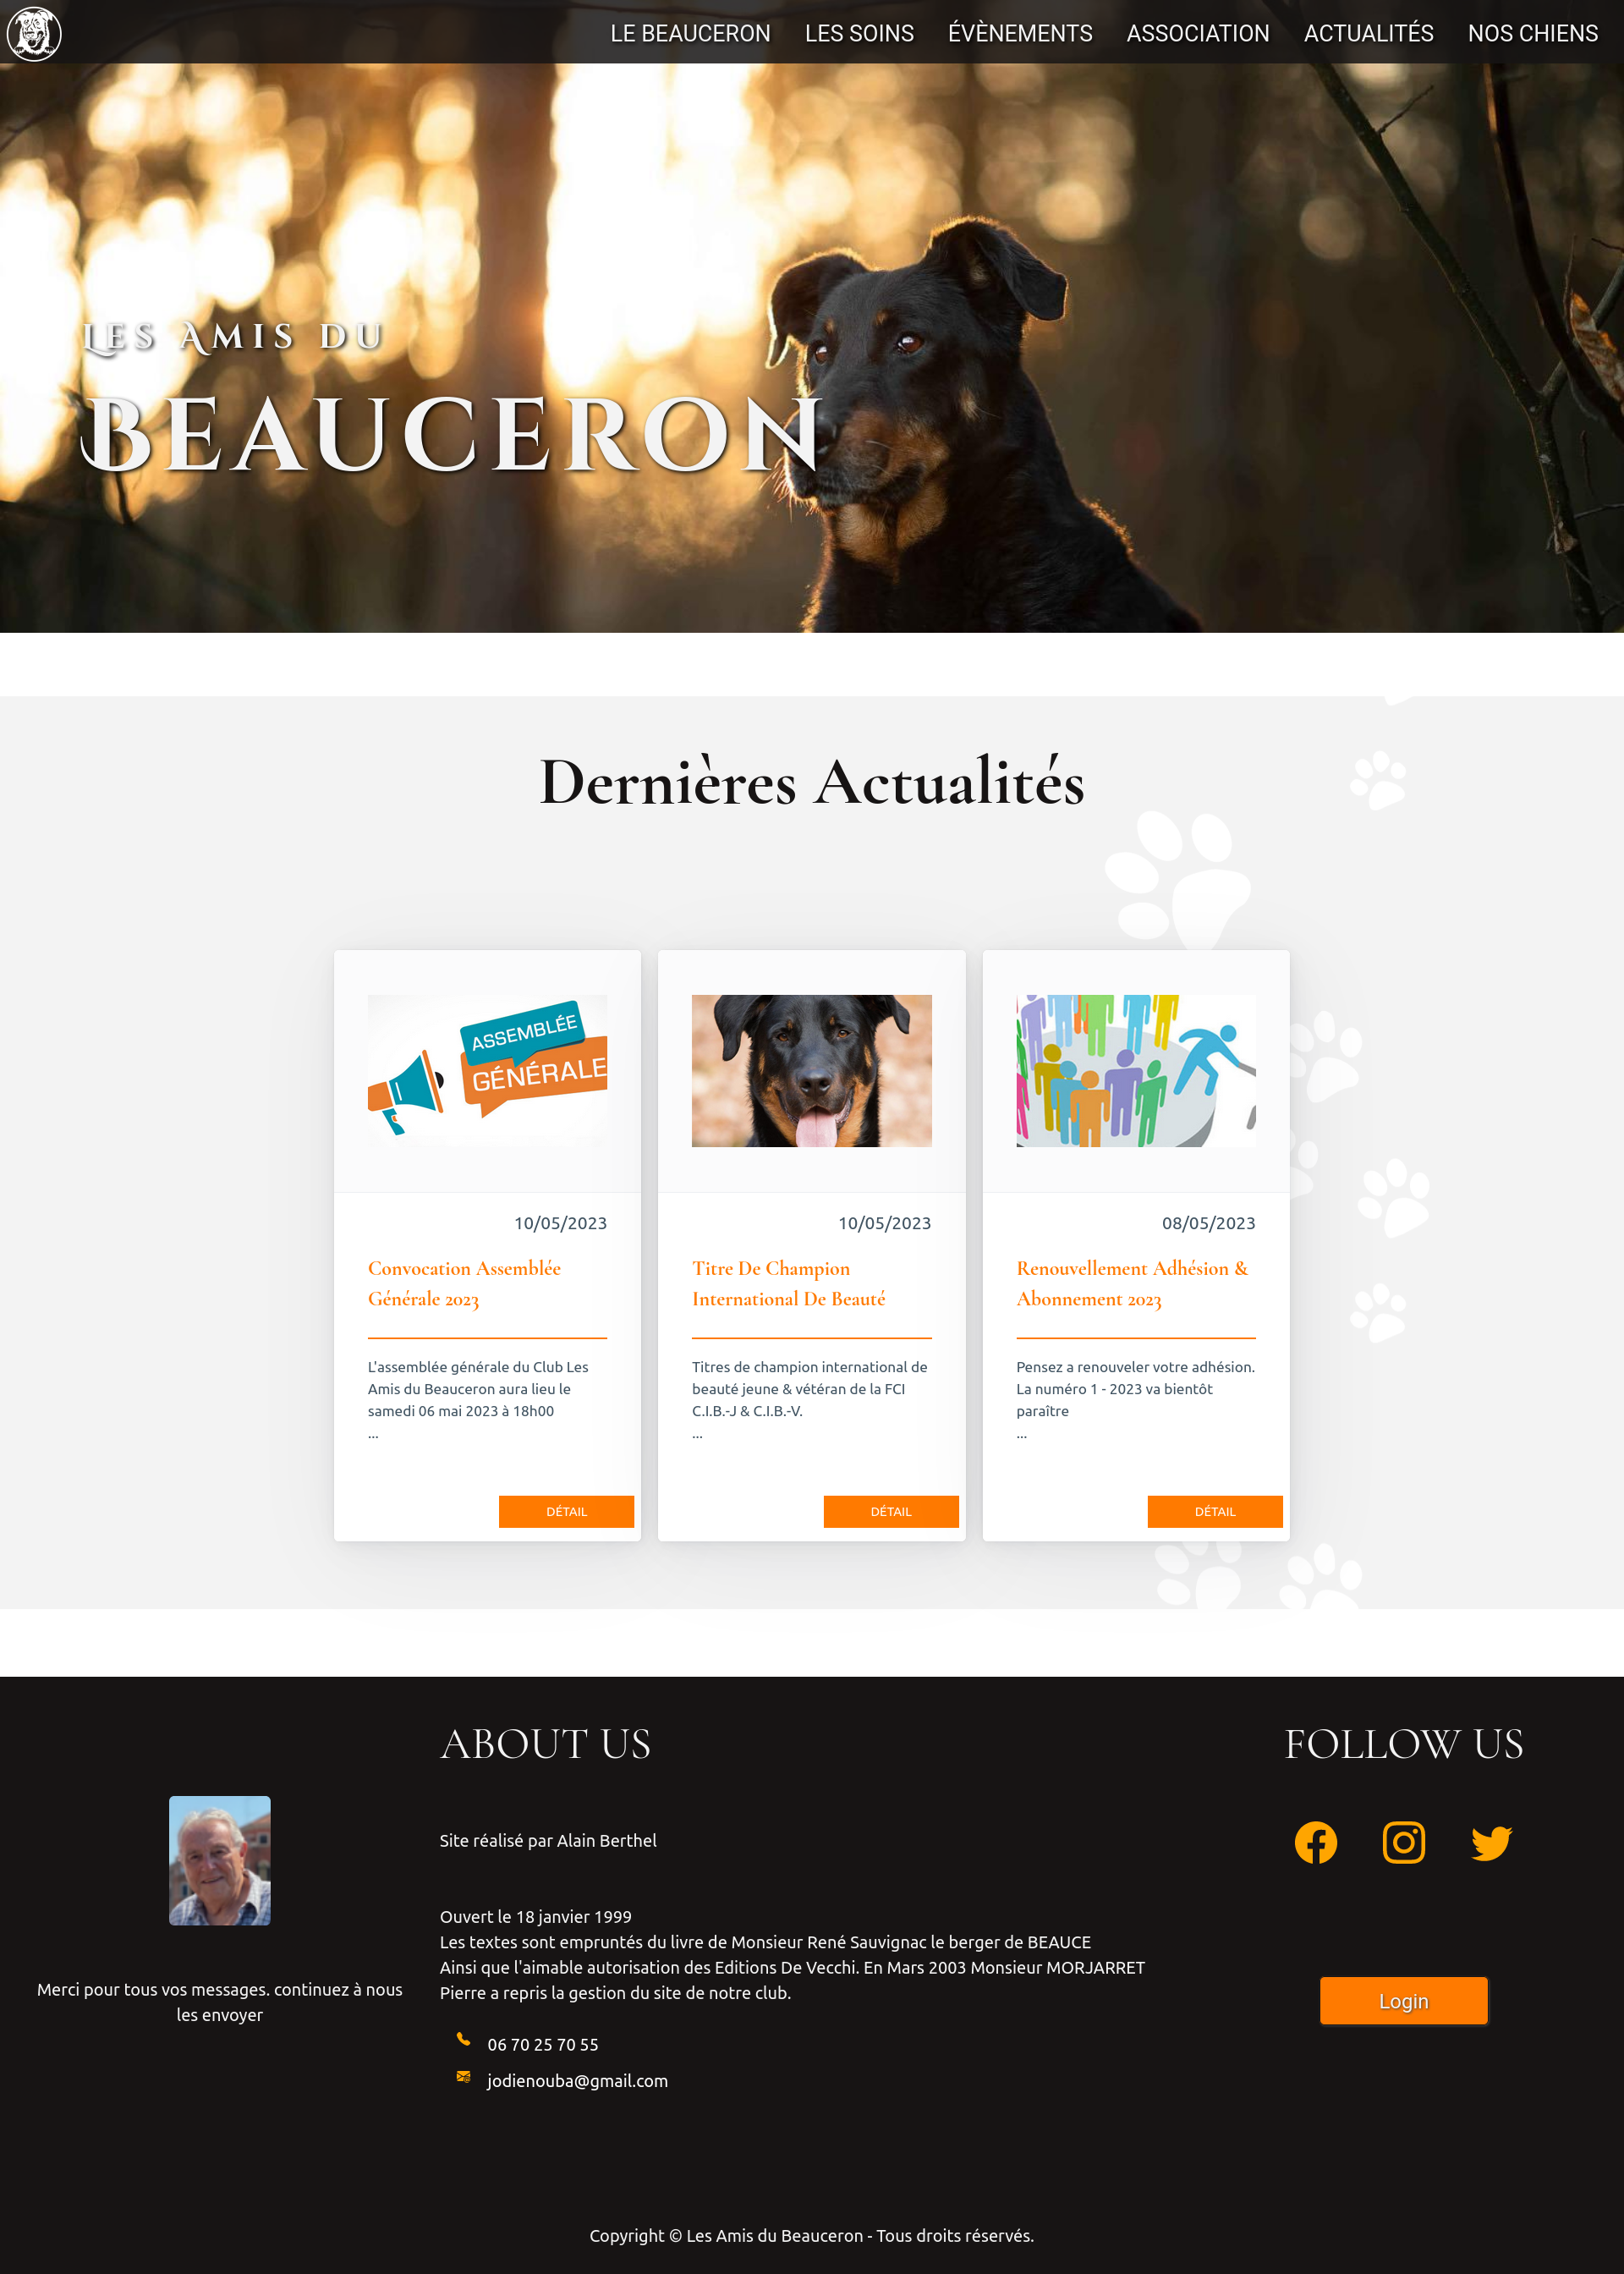 LE BEAUCERON LES SOINS ÉVÈNEMENTS ASSOCIATION ACTUALITÉS NOS CHIENS
Les Amis du
Beauceron
Dernières Actualités
ASSEMBLÉE
GÉNÉRALE
10/05/2023
Convocation Assemblée
Générale 2023
L'assemblée générale du Club Les
Amis du Beauceron aura lieu le
samedi 06 mai 2023 à 18h00
...
DÉTAIL
10/05/2023
Titre De Champion
International De Beauté
Titres de champion international de
beauté jeune & vétéran de la FCI
C.I.B.-J & C.I.B.-V.
...
DÉTAIL
08/05/2023
Renouvellement Adhésion &
Abonnement 2023
Pensez a renouveler votre adhésion.
La numéro 1 - 2023 va bientôt
paraître
...
DÉTAIL
Merci pour tous vos messages. continuez à nous
les envoyer
ABOUT US
Site réalisé par Alain Berthel
Ouvert le 18 janvier 1999
Les textes sont empruntés du livre de Monsieur René Sauvignac le berger de BEAUCE
Ainsi que l'aimable autorisation des Editions De Vecchi. En Mars 2003 Monsieur MORJARRET
Pierre a repris la gestion du site de notre club.
06 70 25 70 55
jodienouba@gmail.com
FOLLOW US
Login
Copyright © Les Amis du Beauceron - Tous droits réservés.